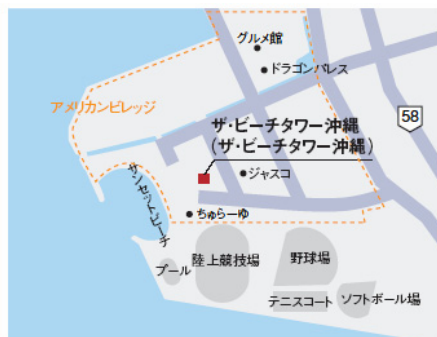 グルメ館
ドラゴンパレス
アメリカンビレッジ
58
ザ・ビーチタワー沖縄
(ザ・ビーチタワー沖縄)
ジャスコ
サンセットビーチ
ちゅらーゆ
プール
陸上競技場
野球場
テニスコート
ソフトボール場